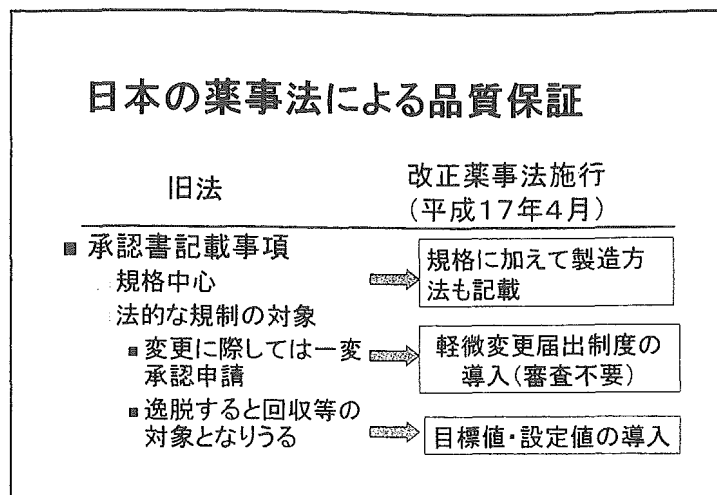 日本の薬事法による品質保証
旧法
改正薬事法施行
（平成17年4月）
■ 承認書記載事項
規格中心
規格に加えて製造方
法も記載
法的な規制の対象
■ 変更に際しては一変
承認申請
軽微変更届出制度の
導入（審査不要）
■ 逸脱すると回収等の
対象となりうる
目標値・設定値の導入